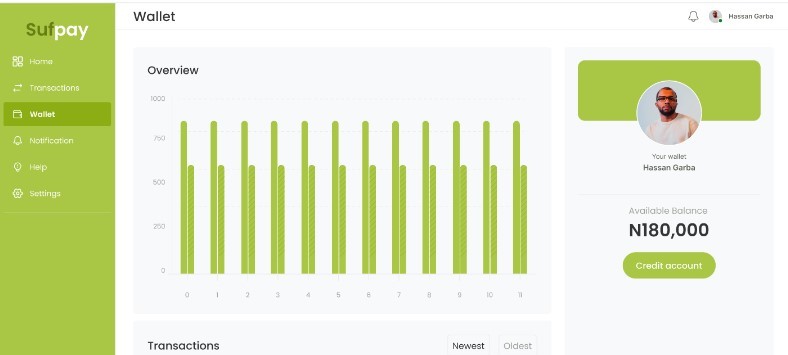 Sufpay
Home
Transactions
Wallet
Notification
Help
Settings
Wallet
Hassan Garba
Overview
1000
750
500
250
0
0 1 2 3 4 5 6 7 8 9 10 11
Transactions
Newest Oldest
Your wallet
Hassan Garba
Available Balance
N180,000
Credit account